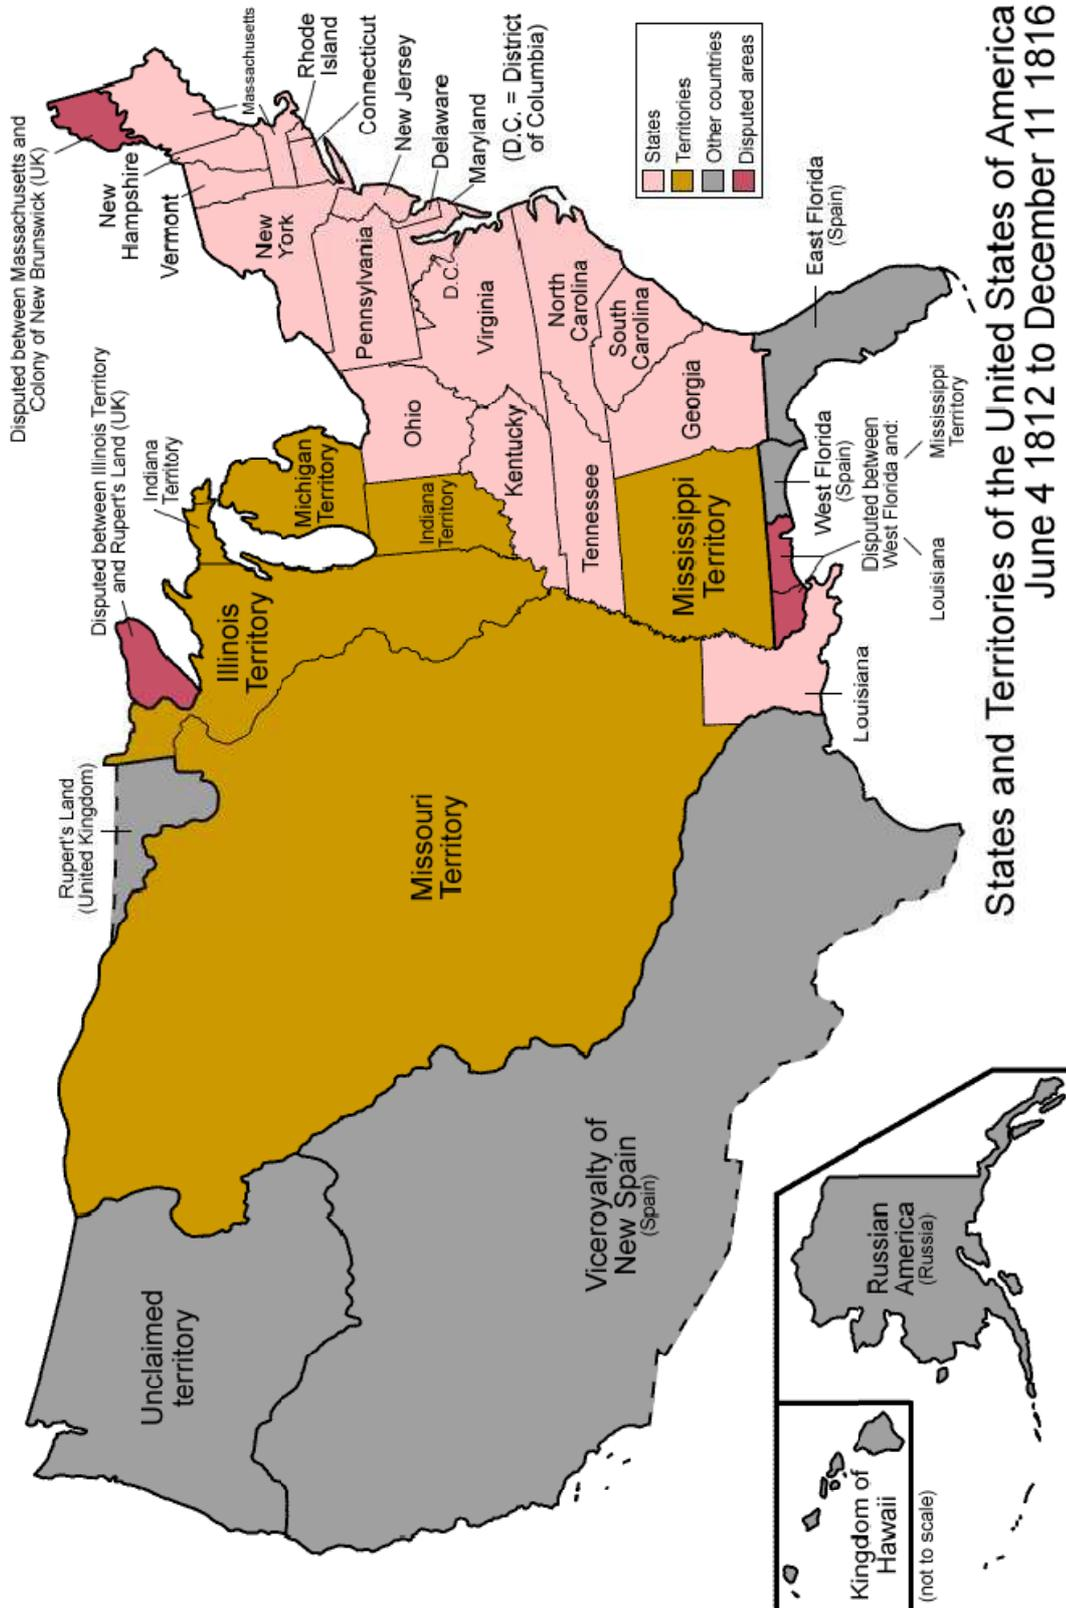 Disputed between Massachusetts and
Colony of New Brunswick (UK)
Disputed between Illinois Territory
and Rupert's Land (UK)
Rupert's Land
(United Kingdom)
Indiana
Territory
New
Hampshire
Vermont
Massachusetts
Rhode
Island
Connecticut
New Jersey
Delaware
Maryland
(D.C. = District
of Columbia)
New
York
Pennsylvania
D.C.
Virginia
North
Carolina
South
Carolina
Georgia
Ohio
Kentucky
Tennessee
Michigan
Territory
Indiana
Territory
Illinois
Territory
Mississippi
Territory
Missouri
Territory
Unclaimed
territory
Viceroyalty of
New Spain
(Spain)
Louisiana
West Florida
(Spain)
East Florida
(Spain)
Disputed between
West Florida and:
Louisiana
Mississippi
Territory
States
Territories
Other countries
Disputed areas
Kingdom of
Hawaii
(not to scale)
Russian
America
(Russia)
States and Territories of the United States of America
June 4 1812 to December 11 1816